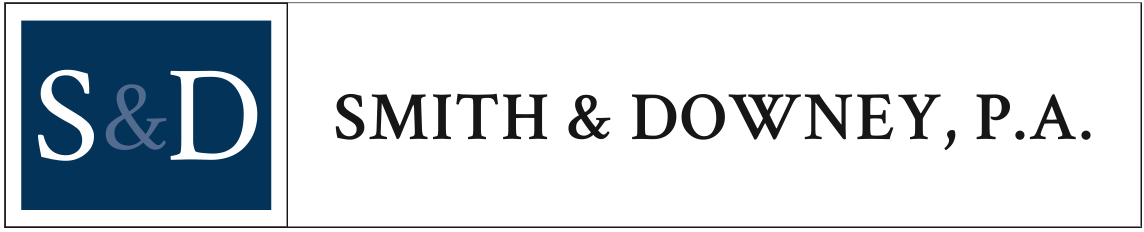 S&D
SMITH & DOWNEY, P.A.